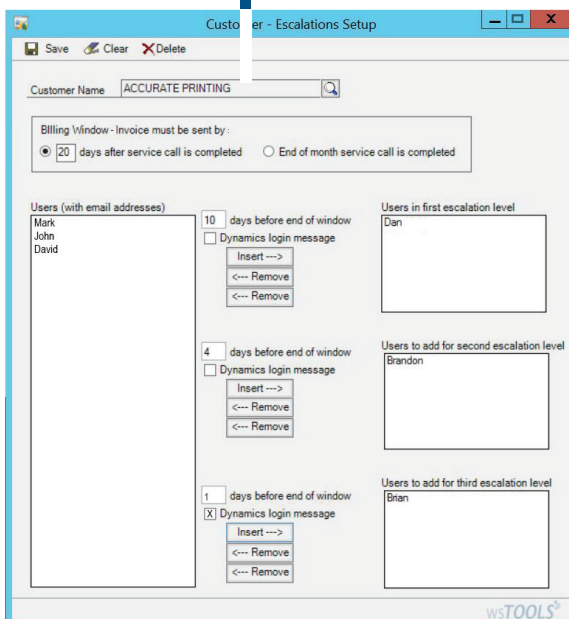 Customer - Escalations Setup
Save Clear Delete
Customer Name ACCURATE PRINTING
BIlling Window - Invoice must be sent by:
20 days after service call is completed End of month service call is completed
Users (with email addresses)
Mark
John
David
10 days before end of window
Dynamics login message
Insert --->
<--- Remove
<--- Remove
Users in first escalation level
Dan
4 days before end of window
Dynamics login message
Insert --->
<--- Remove
<--- Remove
Users to add for second escalation level
Brandon
1 days before end of window
X Dynamics login message
Insert --->
<--- Remove
<--- Remove
Users to add for third escalation level
Brian
wsTOOLS